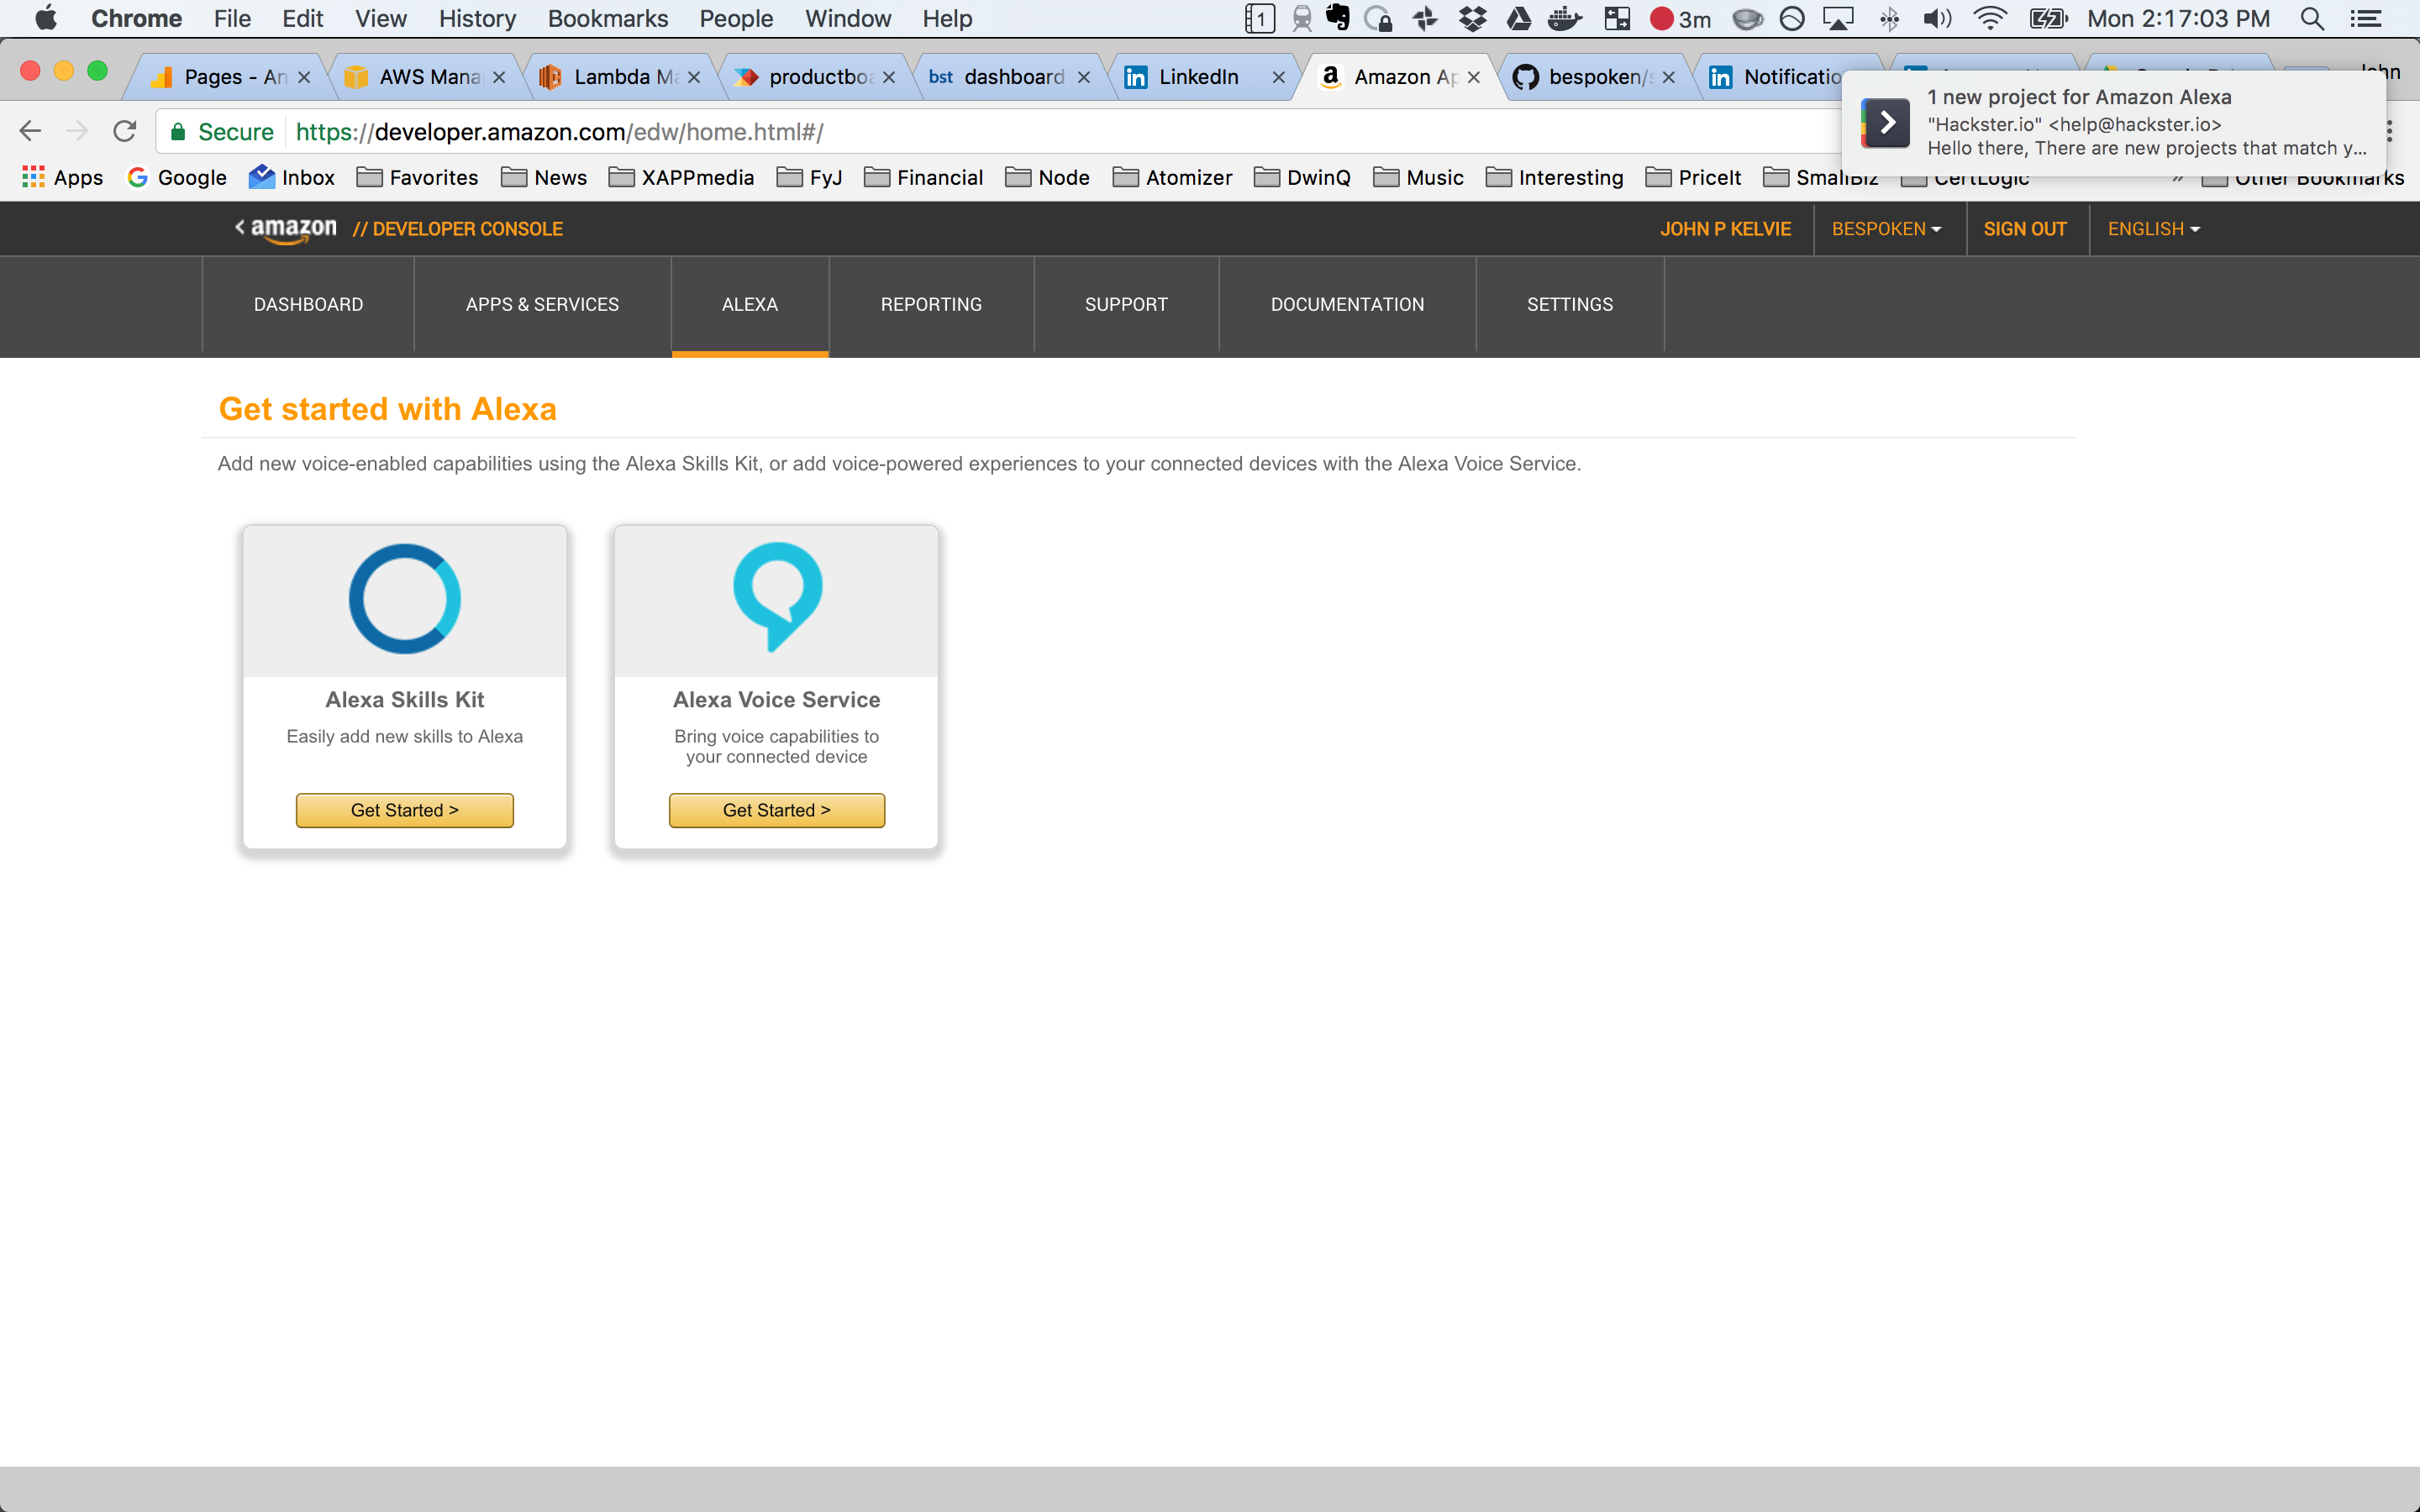 Chrome File Edit View History Bookmarks People Window Help 1 3m Mon 2:17:03 PM
Pages - An AWS Mana Lambda Ma productboa bst dashboard LinkedIn Amazon Ap bespoken/s Notificatio
1 new project for Amazon Alexa
"Hackster.io" <help@hackster.io>
Hello there, There are new projects that match y...
Secure https://developer.amazon.com/edw/home.html#/
Apps Google Inbox Favorites News XAPPmedia FyJ Financial Node Atomizer DwinQ Music Interesting PriceIt SmallBiz CertLogic » Other Bookmarks
< amazon // DEVELOPER CONSOLE JOHN P KELVIE BESPOKEN SIGN OUT ENGLISH
DASHBOARD APPS & SERVICES ALEXA REPORTING SUPPORT DOCUMENTATION SETTINGS
Get started with Alexa
Add new voice-enabled capabilities using the Alexa Skills Kit, or add voice-powered experiences to your connected devices with the Alexa Voice Service.
Alexa Skills Kit
Easily add new skills to Alexa
Get Started >
Alexa Voice Service
Bring voice capabilities to
your connected device
Get Started >